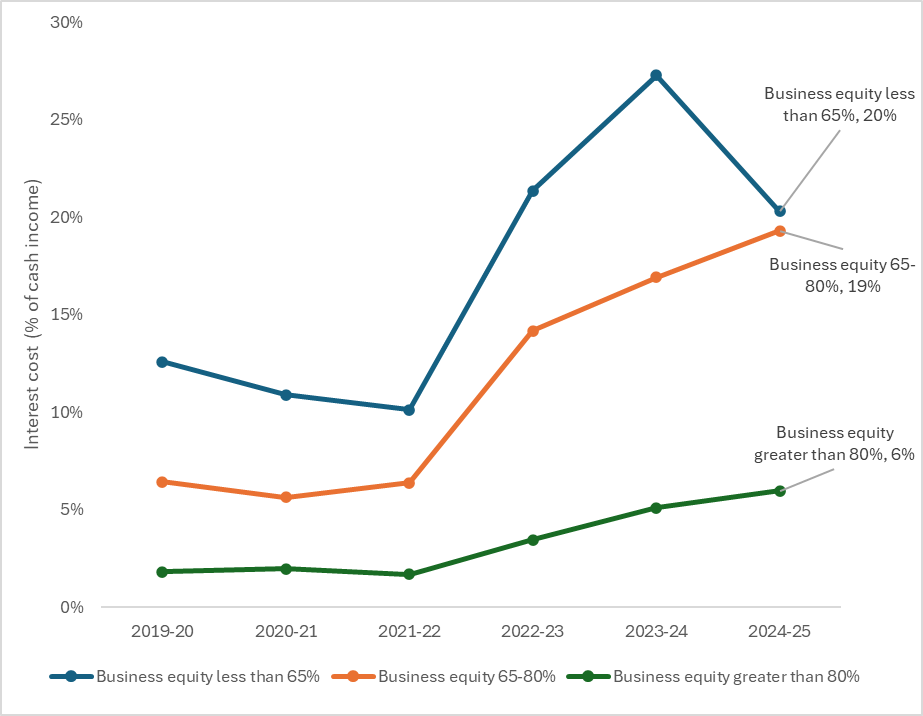 30%
25%
20%
15%
10%
5%
0%
Interest cost (% of cash income)
Business equity less
than 65%, 20%
Business equity 65-
80%, 19%
Business equity
greater than 80%, 6%
2019-20
2020-21
2021-22
2022-23
2023-24
2024-25
Business equity less than 65%
Business equity 65-80%
Business equity greater than 80%